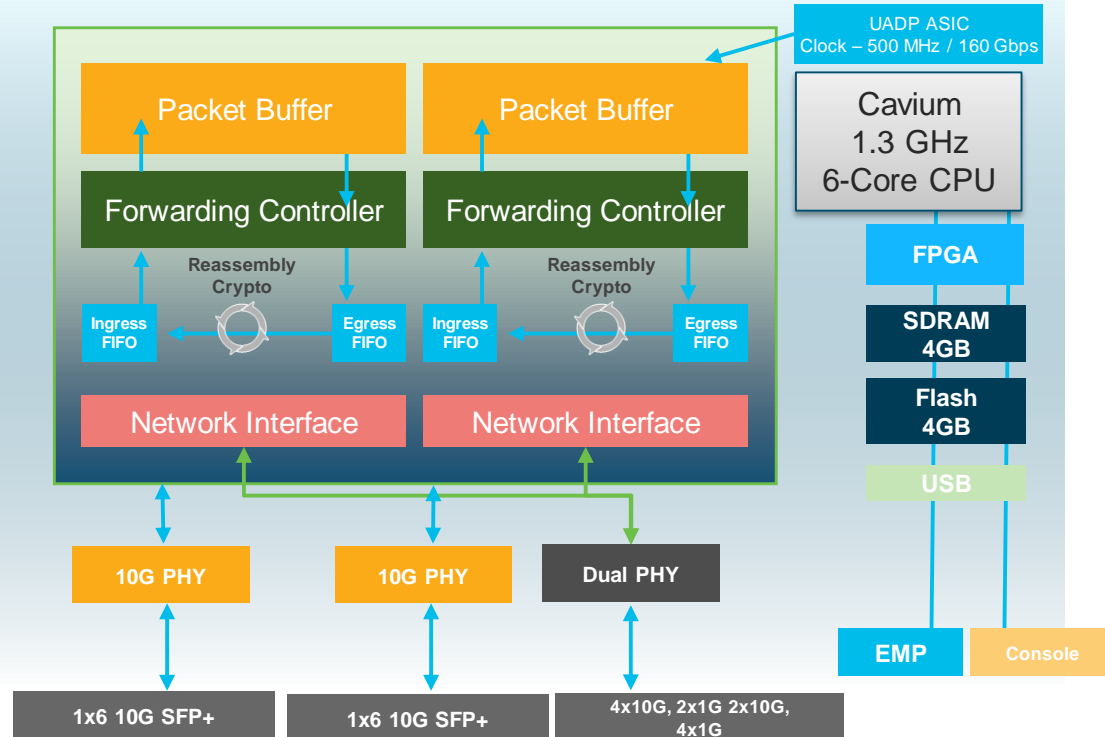 UADP ASIC
Clock – 500 MHz / 160 Gbps
Packet Buffer
Packet Buffer
Cavium
1.3 GHz
6-Core CPU
Forwarding Controller
Forwarding Controller
FPGA
Reassembly
Crypto
Reassembly
Crypto
Ingress
FIFO
Egress
FIFO
Ingress
FIFO
Egress
FIFO
SDRAM
4GB
Flash
4GB
Network Interface
Network Interface
USB
10G PHY
10G PHY
Dual PHY
EMP
Console
1x6 10G SFP+
1x6 10G SFP+
4x10G, 2x1G 2x10G,
4x1G